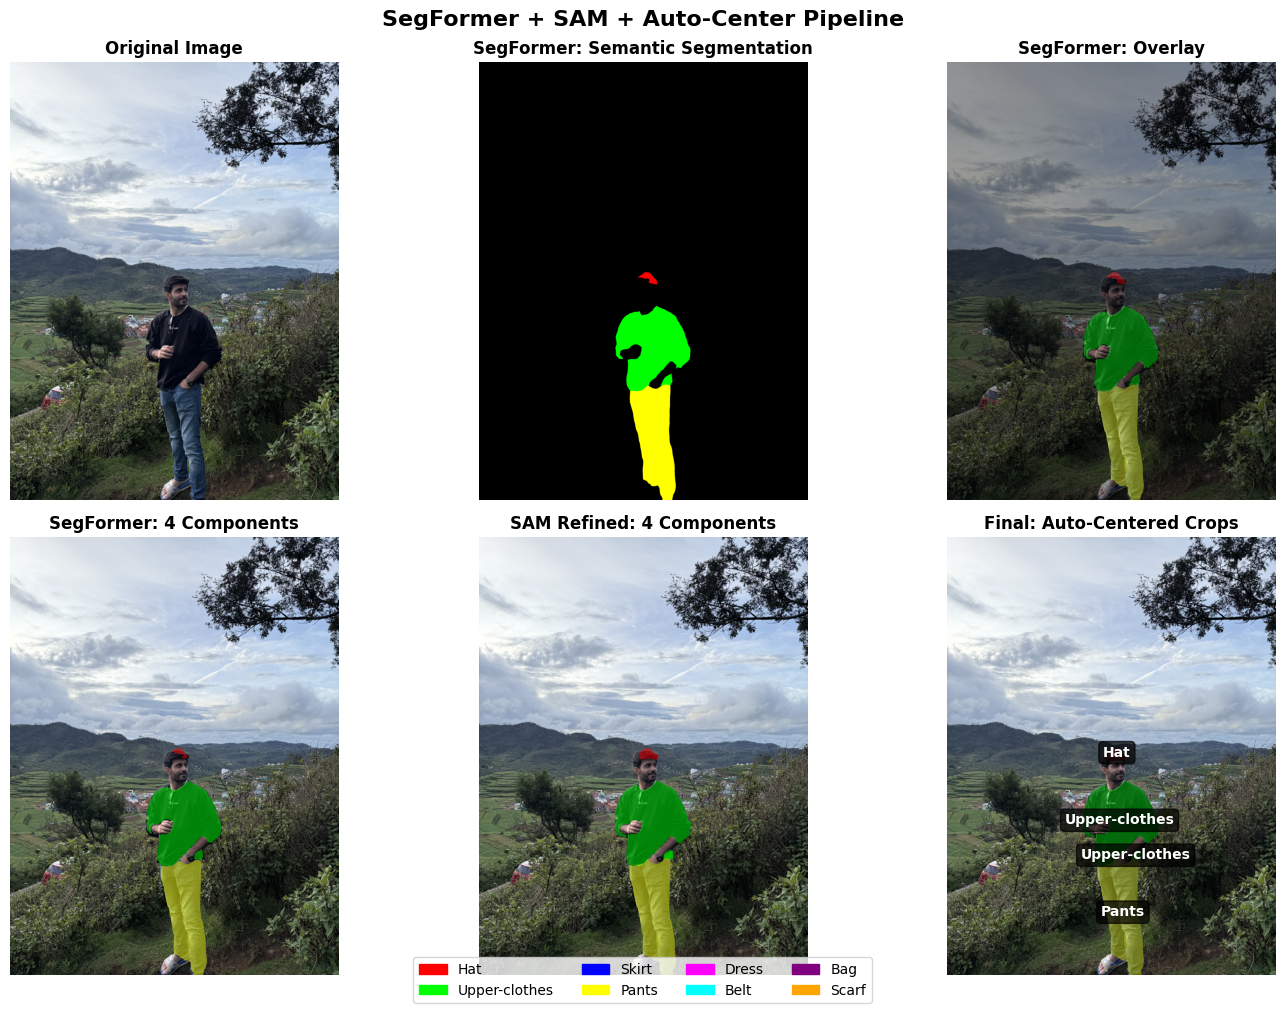 SegFormer + SAM + Auto-Center Pipeline
Original Image
SegFormer: Semantic Segmentation
SegFormer: Overlay
SegFormer: 4 Components
SAM Refined: 4 Components
Final: Auto-Centered Crops
Hat
Upper-clothes
Upper-clothes
Pants
Hat
Skirt
Dress
Bag
Upper-clothes
Pants
Belt
Scarf